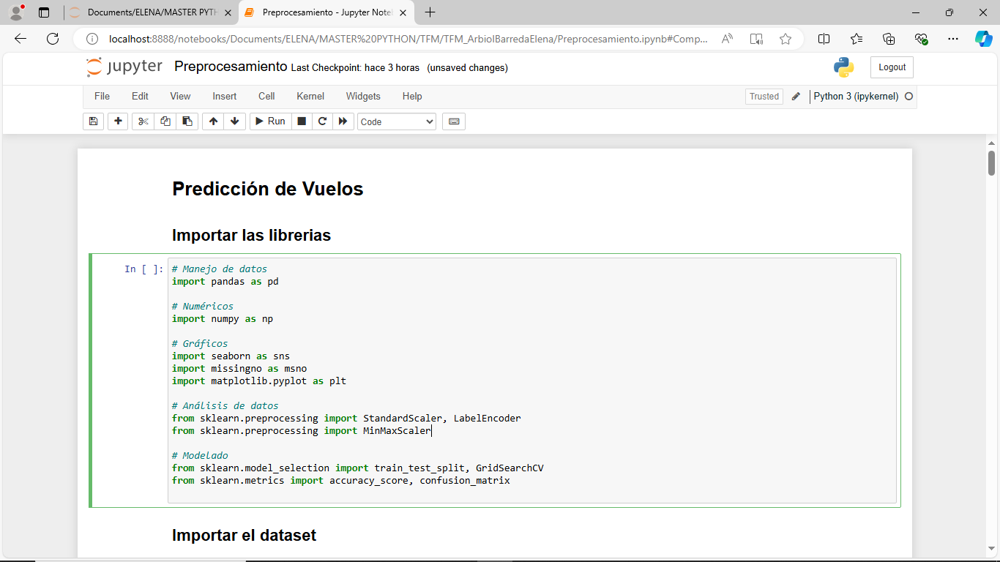 Documents/ELENA/MASTER PYTH
Preprocesamiento - Jupyter Note
localhost:8888/notebooks/Documents/ELENA/MASTER%20PYTHON/TFM/TFM_ArbiolBarredaElena/Preprocesamiento.ipynb#Comp...
jupyter Preprocesamiento Last Checkpoint: hace 3 horas (unsaved changes)
Logout
File Edit View Insert Cell Kernel Widgets Help
Trusted
Python 3 (ipykernel)
Run
Code
Predicción de Vuelos
Importar las librerias
In [ ]:
# Manejo de datos
import pandas as pd
# Numéricos
import numpy as np
# Gráficos
import seaborn as sns
import missingno as msno
import matplotlib.pyplot as plt
# Análisis de datos
from sklearn.preprocessing import StandardScaler, LabelEncoder
from sklearn.preprocessing import MinMaxScaler
# Modelado
from sklearn.model_selection import train_test_split, GridSearchCV
from sklearn.metrics import accuracy_score, confusion_matrix
Importar el dataset